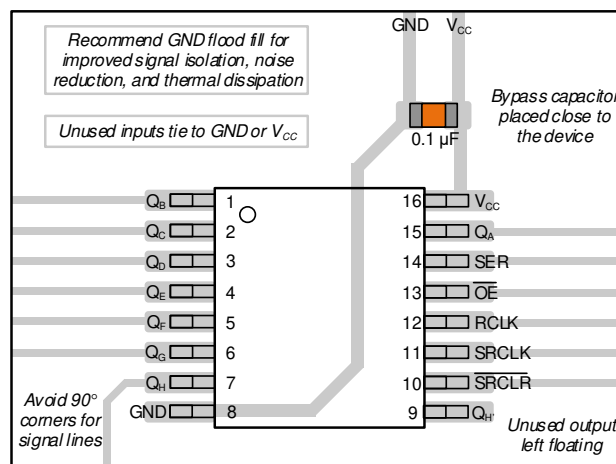 Recommend GND flood fill for
improved signal isolation, noise
reduction, and thermal dissipation
Unused inputs tie to GND or VCC
GND VCC
0.1 µF
Bypass capacitor
placed close to
the device
QB 1 16 VCC
QC 2 15 QA
QD 3 14 SER
QE 4 13 O̅E̅
QF 5 12 RCLK
QG 6 11 SRCLK
QH 7 10 S̅R̅C̅L̅R̅
GND 8 9 QH'
Avoid 90°
corners for
signal lines
Unused output
left floating